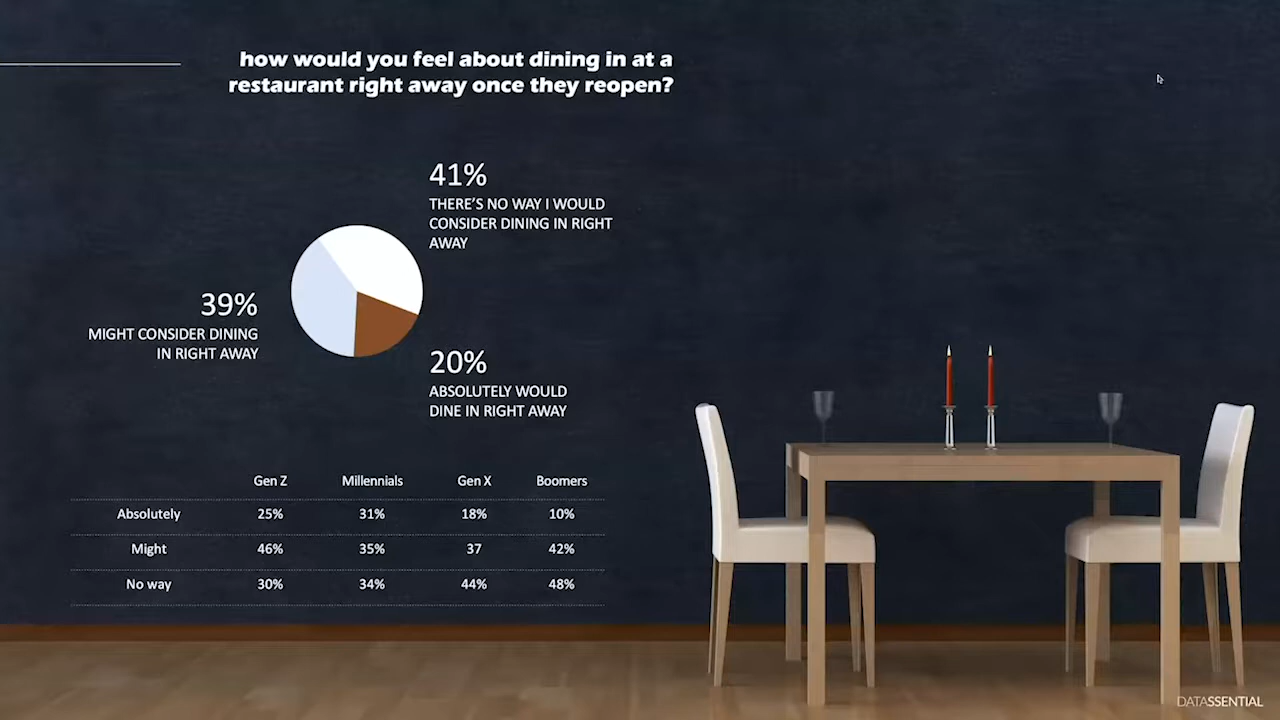 how would you feel about dining in at a
restaurant right away once they reopen?
41%
THERE'S NO WAY I WOULD
CONSIDER DINING IN RIGHT
AWAY
39%
MIGHT CONSIDER DINING
IN RIGHT AWAY
20%
ABSOLUTELY WOULD
DINE IN RIGHT AWAY
Gen Z Millennials Gen X Boomers
Absolutely 25% 31% 18% 10%
Might 46% 35% 37 42%
No way 30% 34% 44% 48%
DATASSENTIAL